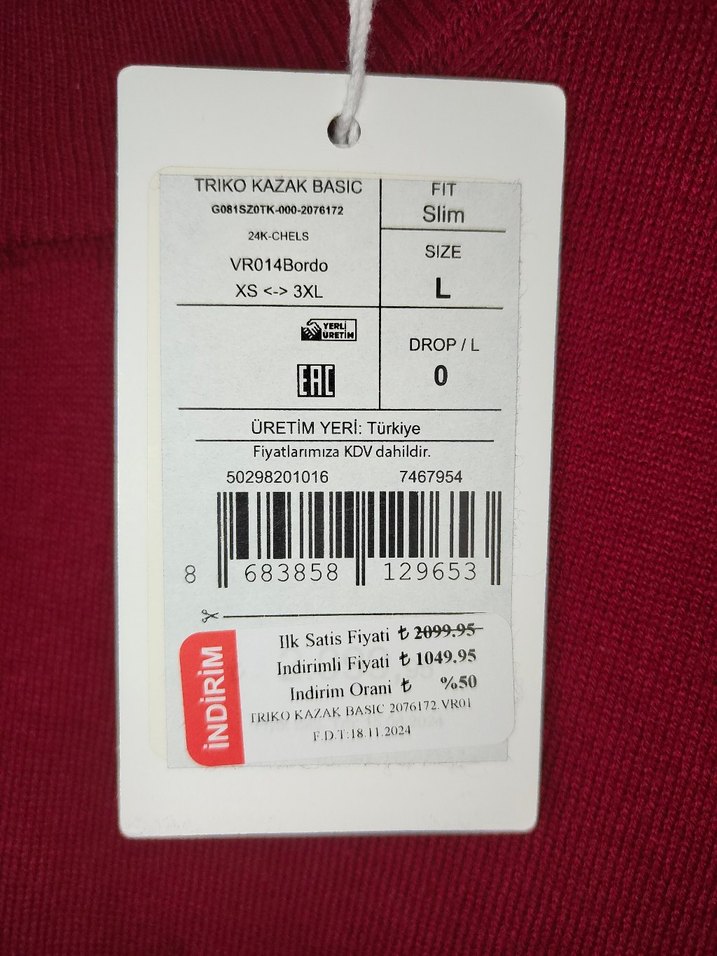 TRIKO KAZAK BASIC
G081SZ0TK-000-2076172
24K-CHELS
VR014Bordo
XS <-> 3XL
FIT
Slim
SIZE
L
YERLİ
ÜRETİM
EAC
DROP / L
0
ÜRETİM YERİ: Türkiye
Fiyatlarımıza KDV dahildir.
50298201016 7467954
8 683858 129653
İNDİRİM
Ilk Satis Fiyati ₺ 2099.95
Indirimli Fiyati ₺ 1049.95
Indirim Orani ₺ %50
TRIKO KAZAK BASIC 2076172 VR01
F.D.T:18.11.2024